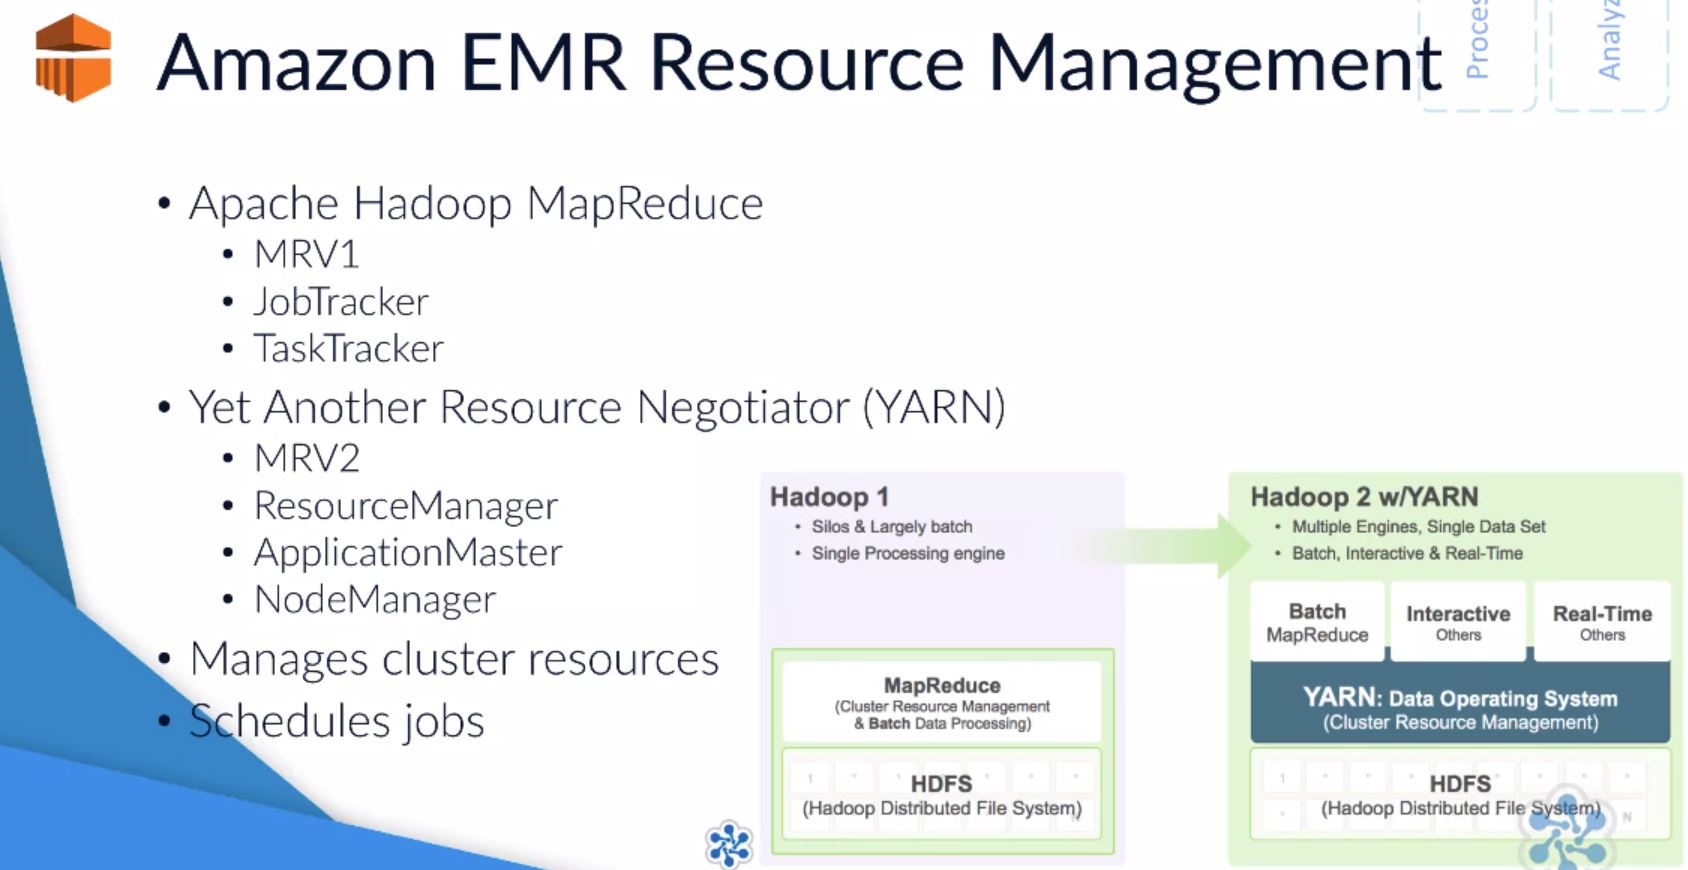 Amazon EMR Resource Management
Analyz
• Apache Hadoop MapReduce
• MRV1
• JobTracker
• TaskTracker
• Yet Another Resource Negotiator (YARN)
• MRV2
• ResourceManager
• ApplicationMaster
• NodeManager
• Manages cluster resources
• Schedules jobs
Hadoop 1
• Silos & Largely batch
• Single Processing engine
MapReduce
(Cluster Resource Management
& Batch Data Processing)
1
HDFS
(Hadoop Distributed File System)
Hadoop 2 w/YARN
• Multiple Engines, Single Data Set
• Batch, Interactive & Real-Time
Batch
MapReduce
Interactive
Others
Real-Time
Others
YARN: Data Operating System
(Cluster Resource Management)
1
HDFS
(Hadoop Distributed File System)
N